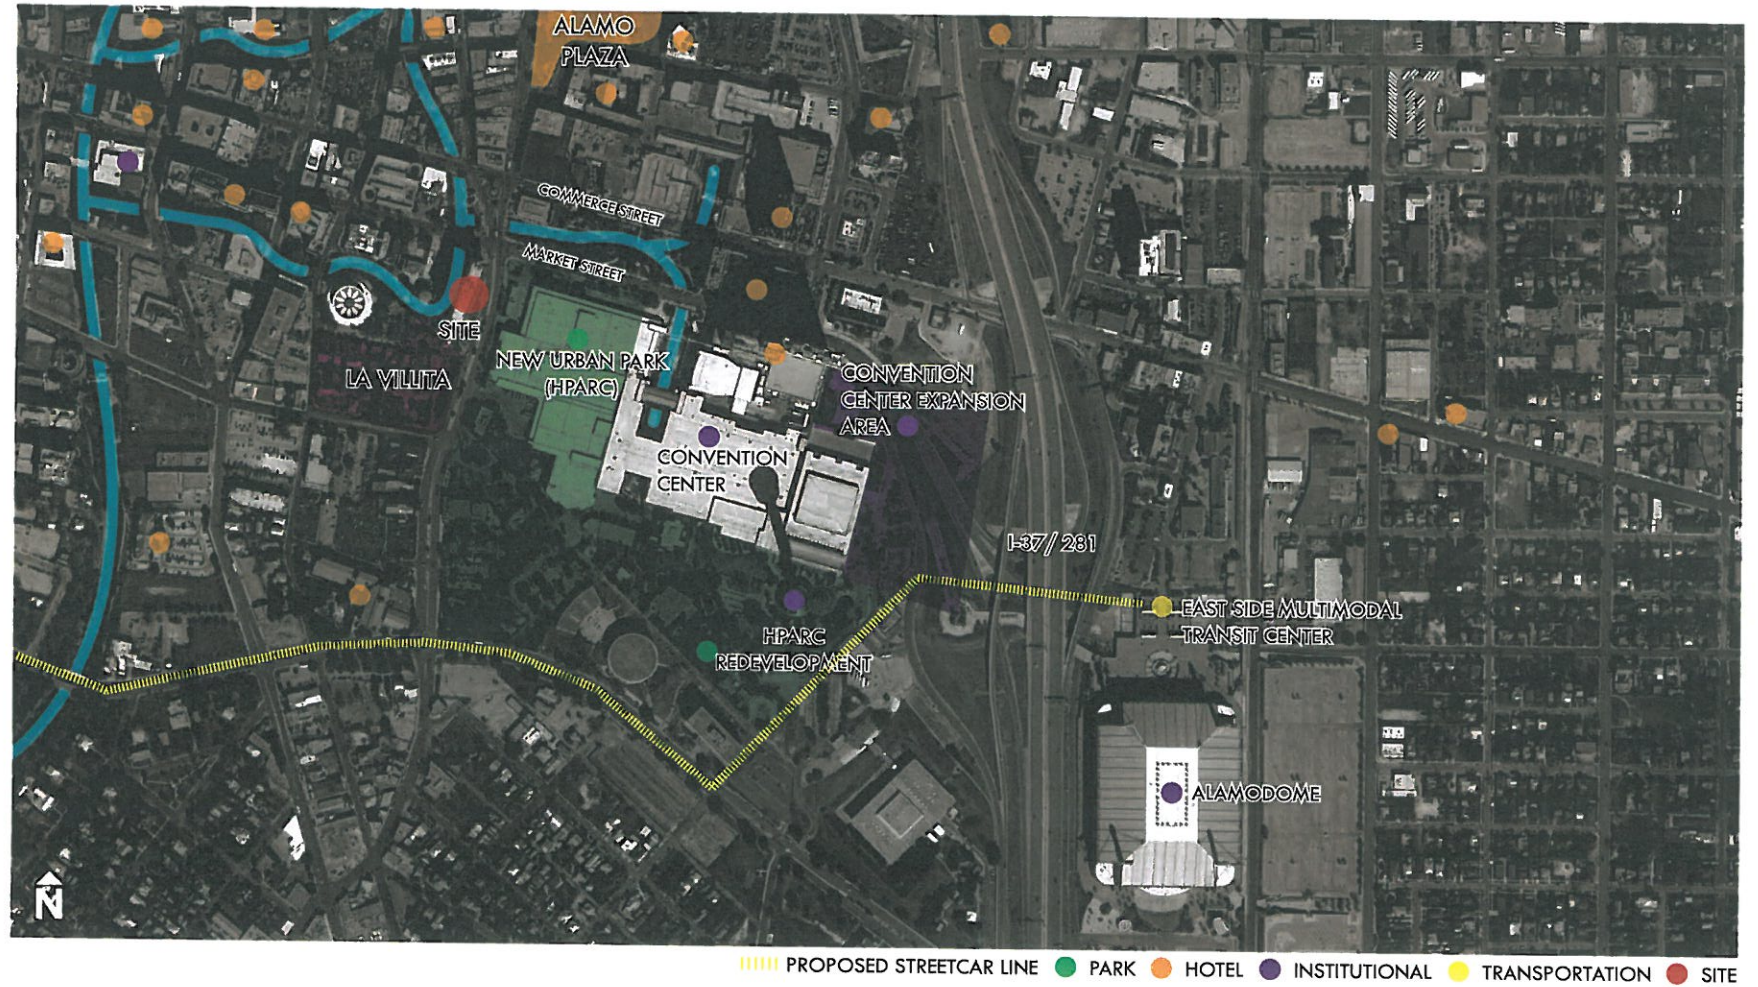 ALAMO
PLAZA
COMMERCE STREET
MARKET STREET
SITE
NEW URBAN PARK
(HPARC)
LA VILLITA
CONVENTION
CENTER EXPANSION
AREA
CONVENTION
CENTER
I-37/ 281
EAST SIDE MULTIMODAL
TRANSIT CENTER
HPARC
REDEVELOPMENT
ALAMODOME
N
PROPOSED STREETCAR LINE PARK HOTEL INSTITUTIONAL TRANSPORTATION SITE